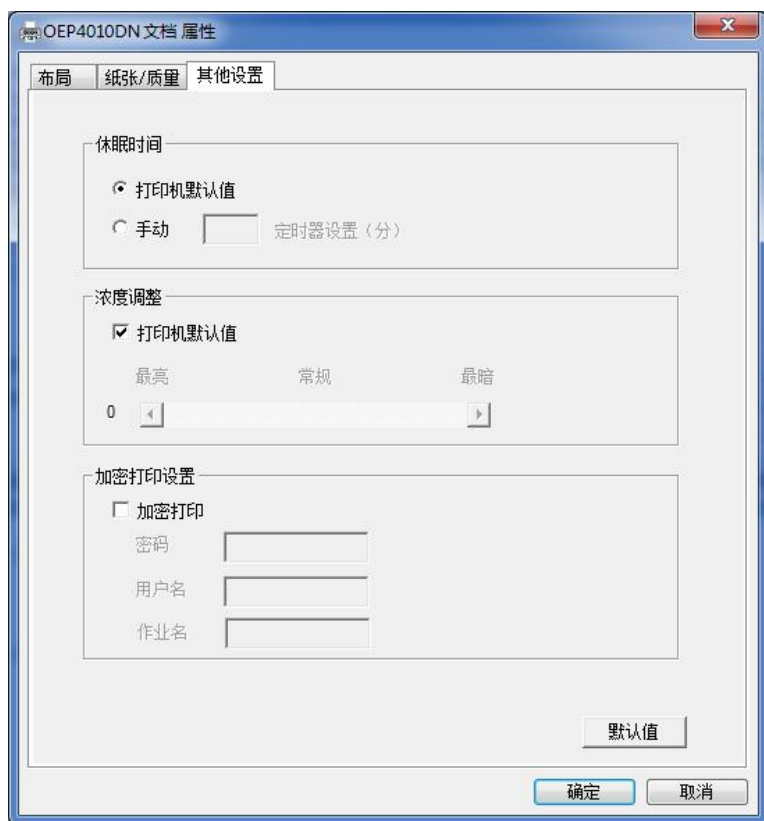 OEP4010DN 文档 属性
布局 纸张/质量 其他设置
休眠时间
打印机默认值
手动 定时器设置（分）
浓度调整
打印机默认值
最亮 常规 最暗
0
加密打印设置
加密打印
密码
用户名
作业名
默认值
确定 取消